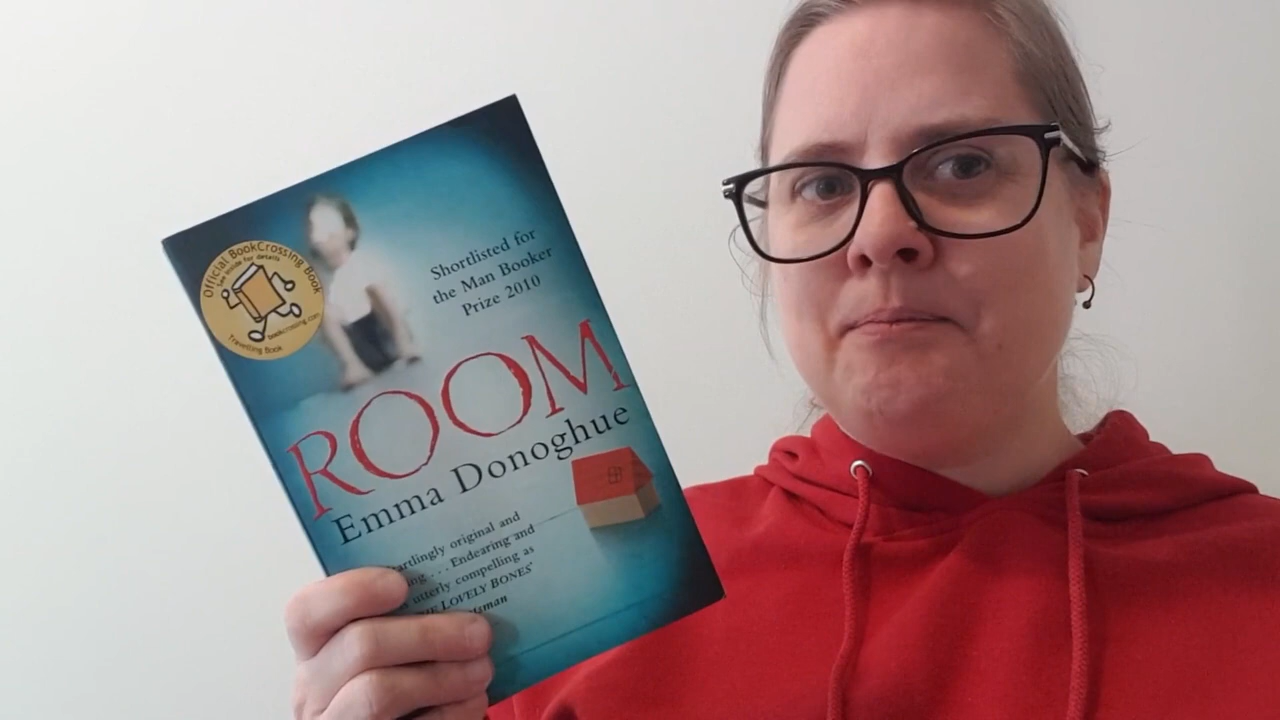 Official BookCrossing Book
See inside for details
bookcrossing.com
Travelling Book
Shortlisted for
the Man Booker
Prize 2010
ROOM
Emma Donoghue
original and
... Endearing and
utterly compelling as
LOVELY BONES'